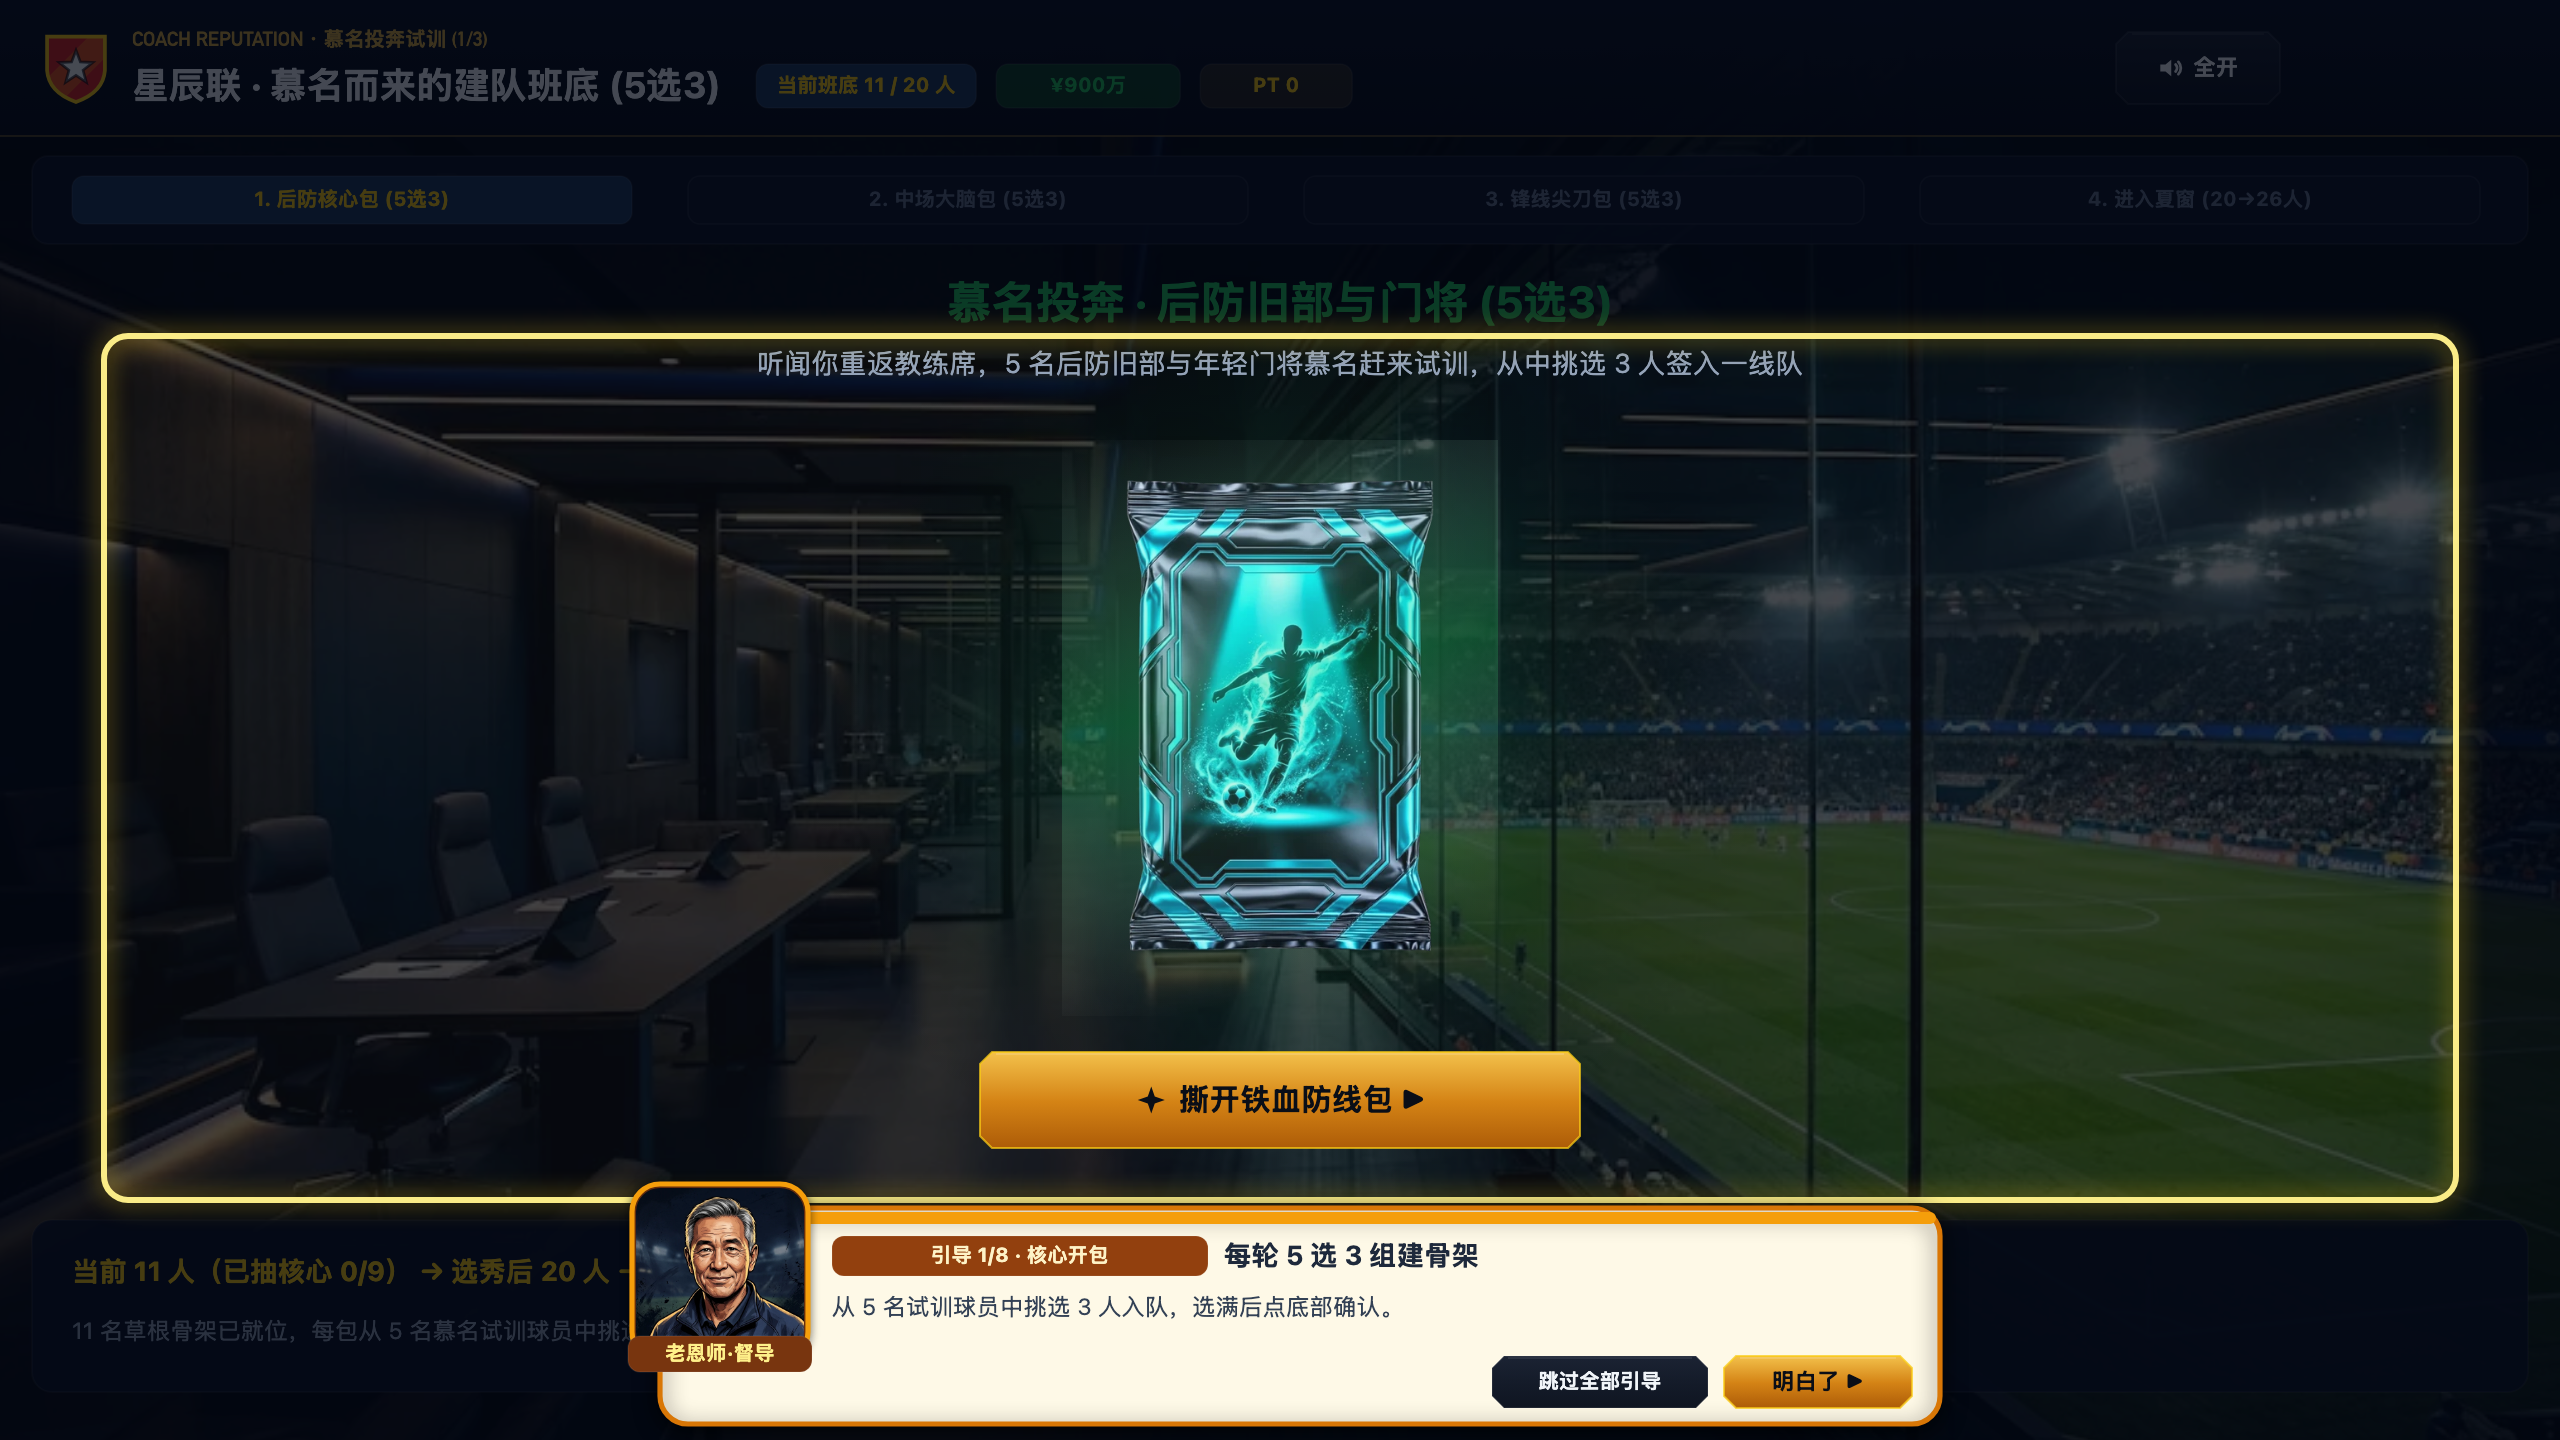 COACH REPUTATION · 慕名投奔试训 (1/3)
星辰联 · 慕名而来的建队班底 (5选3)
当前班底 11 / 20 人
¥900万
PT 0
全开
1. 后防核心包 (5选3)
2. 中场大脑包 (5选3)
3. 锋线尖刀包 (5选3)
4. 进入夏窗 (20→26人)
慕名投奔 · 后防旧部与门将 (5选3)
听闻你重返教练席，5 名后防旧部与年轻门将慕名赶来试训，从中挑选 3 人签入一线队
撕开铁血防线包
引导 1/8 · 核心开包
每轮 5 选 3 组建骨架
从 5 名试训球员中挑选 3 人入队，选满后点底部确认。
老恩师·督导
跳过全部引导
明白了
当前 11 人（已抽核心 0/9） → 选秀后 20 人
11 名草根骨架已就位，每包从 5 名慕名试训球员中挑